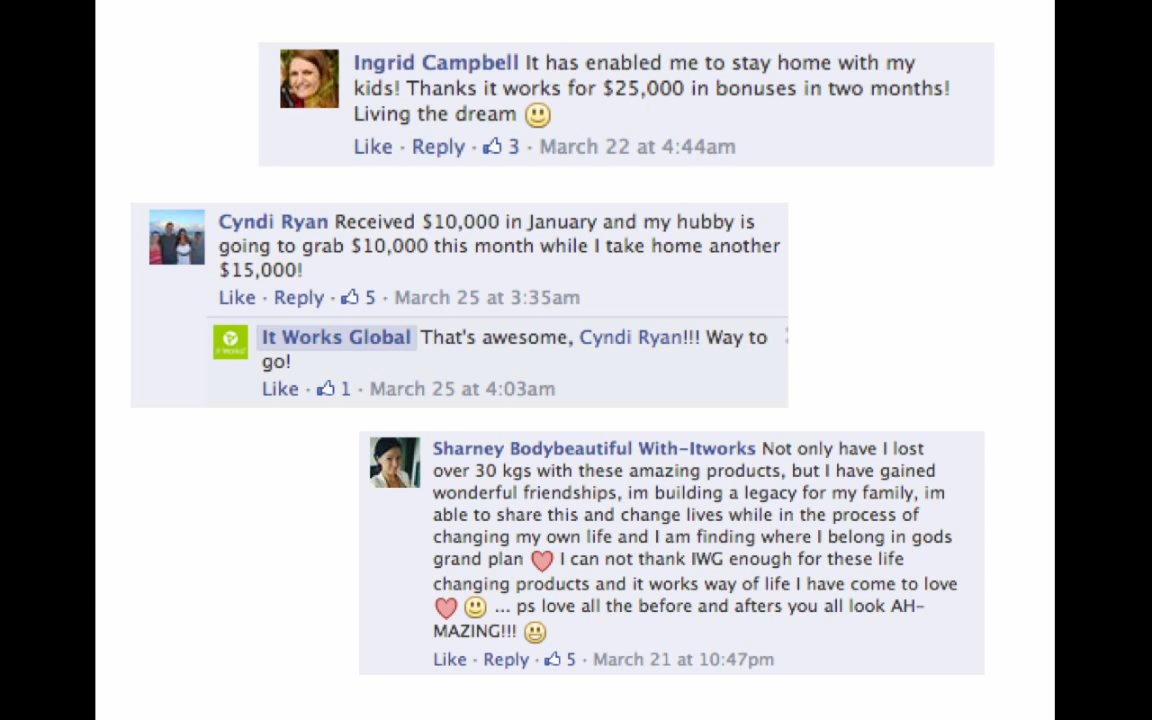 Ingrid Campbell It has enabled me to stay home with my
kids! Thanks it works for $25,000 in bonuses in two months!
Living the dream
Like · Reply · 3 · March 22 at 4:44am
Cyndi Ryan Received $10,000 in January and my hubby is
going to grab $10,000 this month while I take home another
$15,000!
Like · Reply · 5 · March 25 at 3:35am
It Works Global That's awesome, Cyndi Ryan!!! Way to
go!
Like · 1 · March 25 at 4:03am
Sharney Bodybeautiful With-Itworks Not only have I lost
over 30 kgs with these amazing products, but I have gained
wonderful friendships, im building a legacy for my family, im
able to share this and change lives while in the process of
changing my own life and I am finding where I belong in gods
grand plan I can not thank IWG enough for these life
changing products and it works way of life I have come to love
... ps love all the before and afters you all look AH-
MAZING!!!
Like · Reply · 5 · March 21 at 10:47pm